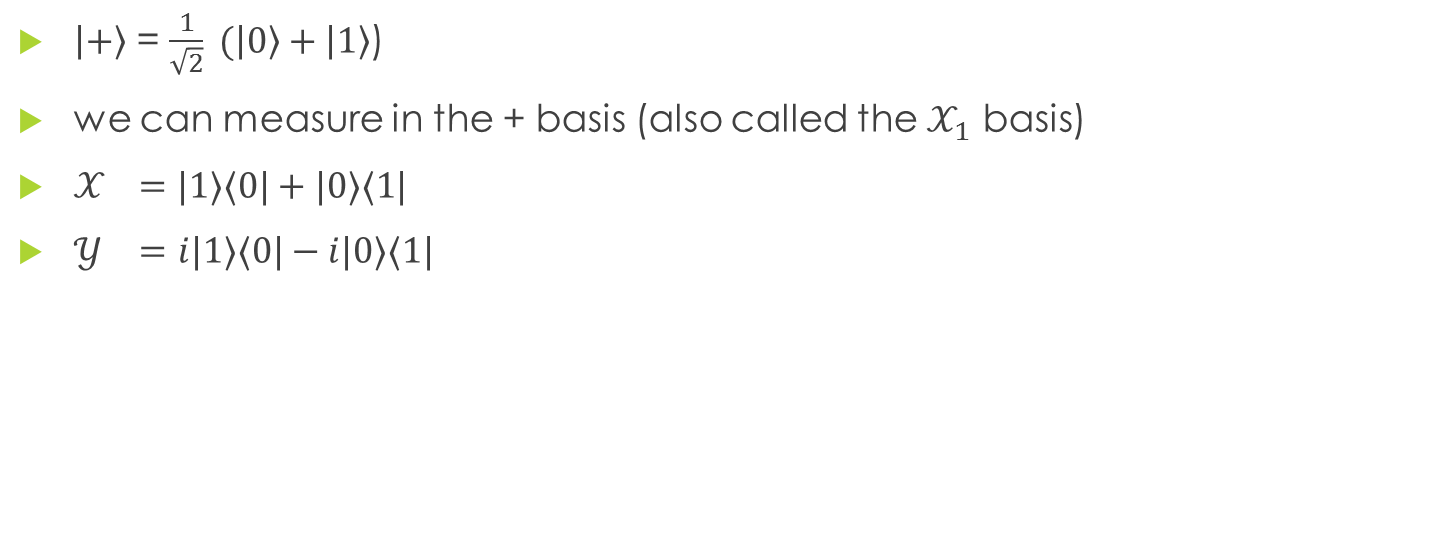 |+⟩ = 1/√2 (|0⟩ + |1⟩)
we can measure in the + basis (also called the 𝒳₁ basis)
𝒳 = |1⟩⟨0| + |0⟩⟨1|
𝒴 = i|1⟩⟨0| − i|0⟩⟨1|